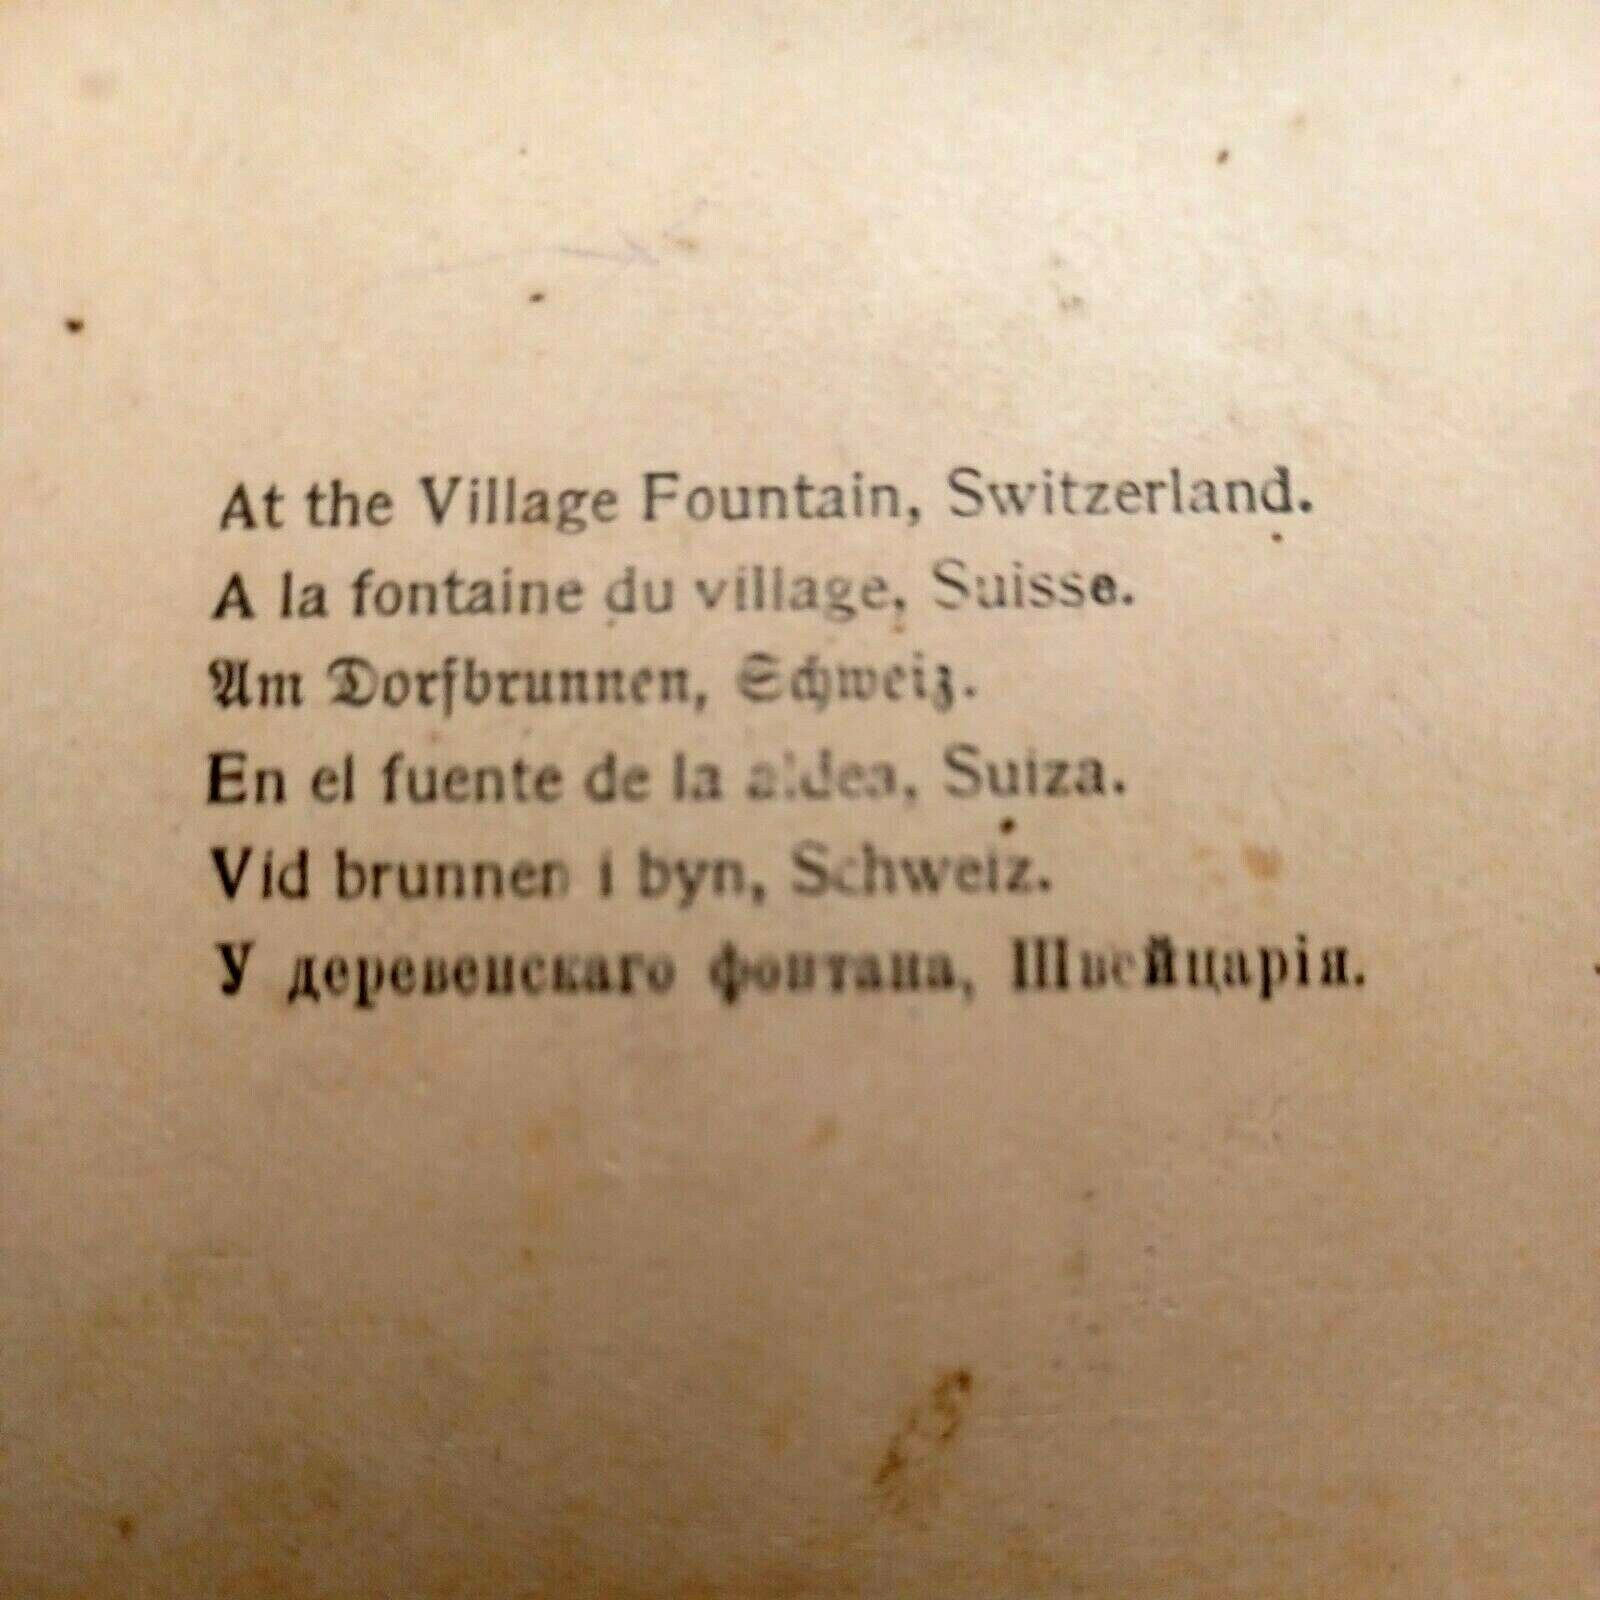 At the Village Fountain, Switzerland.
A la fontaine du village, Suisse.
Am Dorfbrunnen, Schweiz.
En el fuente de la aldea, Suiza.
Vid brunnen i byn, Schweiz.
У деревенскаго фонтана, Швейцарія.